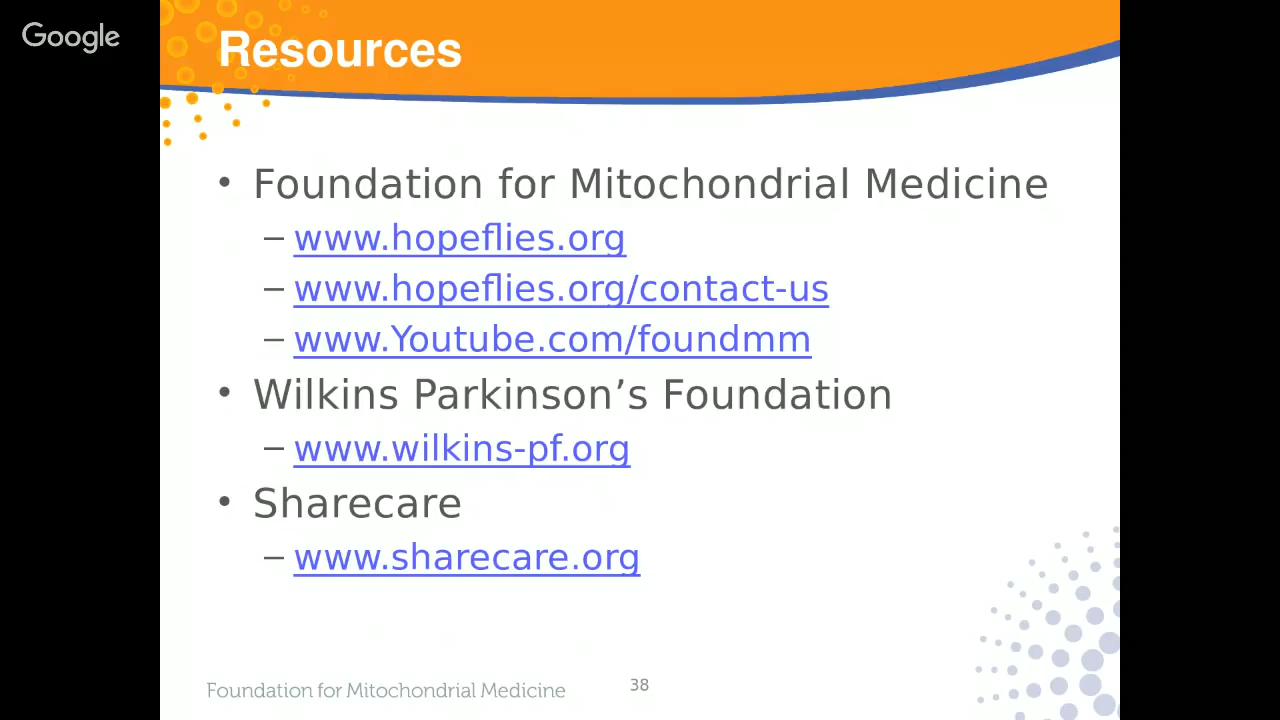 Google
Resources
• Foundation for Mitochondrial Medicine
– www.hopeflies.org
– www.hopeflies.org/contact-us
– www.Youtube.com/foundmm
• Wilkins Parkinson’s Foundation
– www.wilkins-pf.org
• Sharecare
– www.sharecare.org
Foundation for Mitochondrial Medicine
38